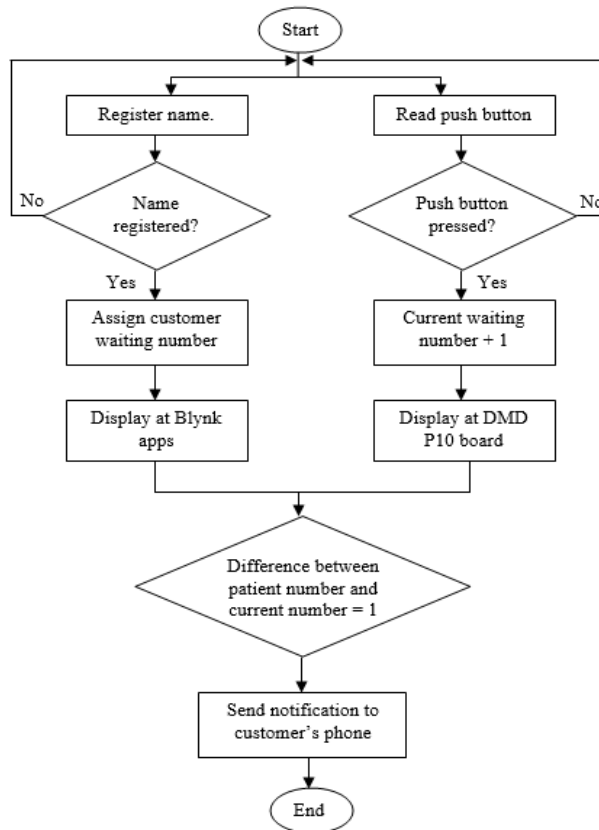 Start
Register name.
Read push button
No
Name
registered?
Push button
pressed?
No
Yes
Yes
Assign customer
waiting number
Current waiting
number + 1
Display at Blynk
apps
Display at DMD
P10 board
Difference between
patient number and
current number = 1
Send notification to
customer’s phone
End